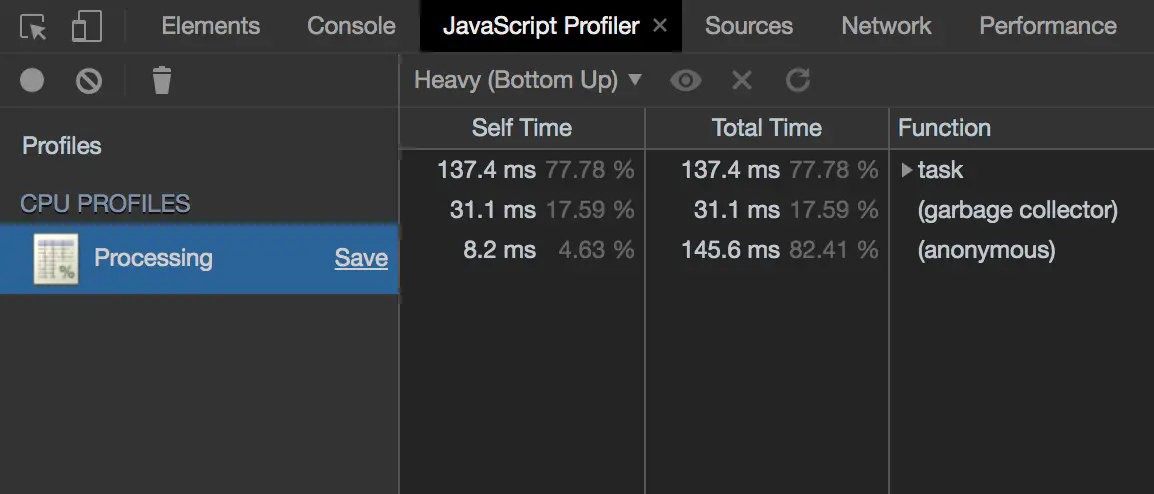 Elements Console JavaScript Profiler × Sources Network Performance
Heavy (Bottom Up) ▼
Profiles
CPU PROFILES
% Processing Save
Self Time Total Time Function
137.4 ms 77.78 % 137.4 ms 77.78 % ▶ task
31.1 ms 17.59 % 31.1 ms 17.59 % (garbage collector)
8.2 ms 4.63 % 145.6 ms 82.41 % (anonymous)